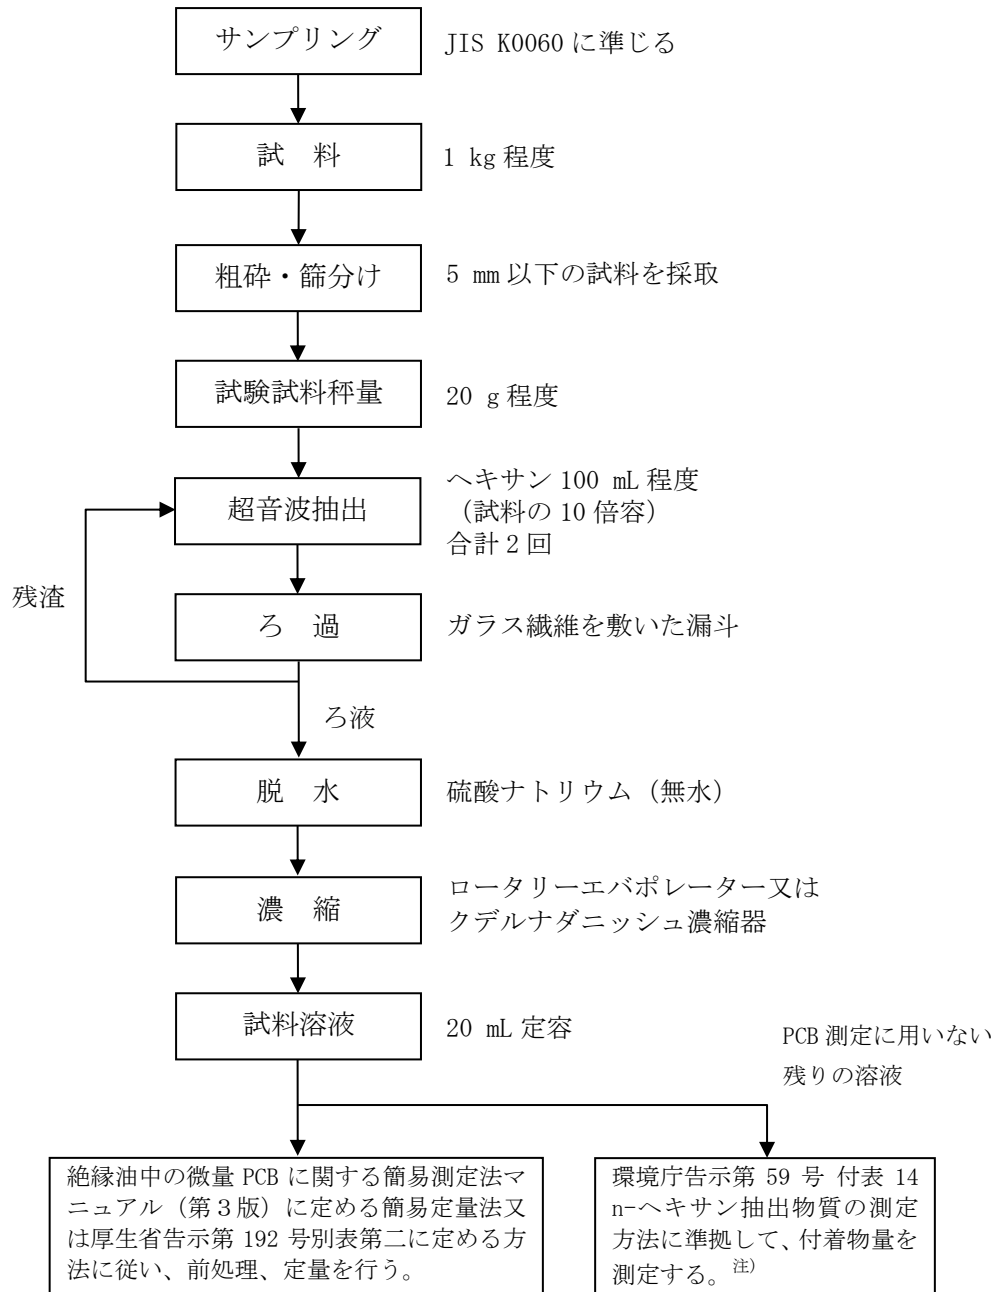 サンプリング
JIS K0060 に準じる
試　料
1 kg 程度
粗砕・篩分け
5 mm 以下の試料を採取
試験試料秤量
20 g 程度
超音波抽出
ヘキサン 100 mL 程度
（試料の 10 倍容）
合計２回
残渣
ろ　過
ガラス繊維を敷いた漏斗
ろ液
脱　水
硫酸ナトリウム（無水）
濃　縮
ロータリーエバポレーター又は
クデルナダニッシュ濃縮器
試料溶液
20 mL 定容
PCB 測定に用いない
残りの溶液
絶縁油中の微量 PCB に関する簡易測定法マ
ニュアル（第３版）に定める簡易定量法又
は厚生省告示第 192 号別表第二に定める方
法に従い、前処理、定量を行う。
環境庁告示第 59 号 付表 14
n-ヘキサン抽出物質の測定
方法に準拠して、付着物量を
測定する。注)